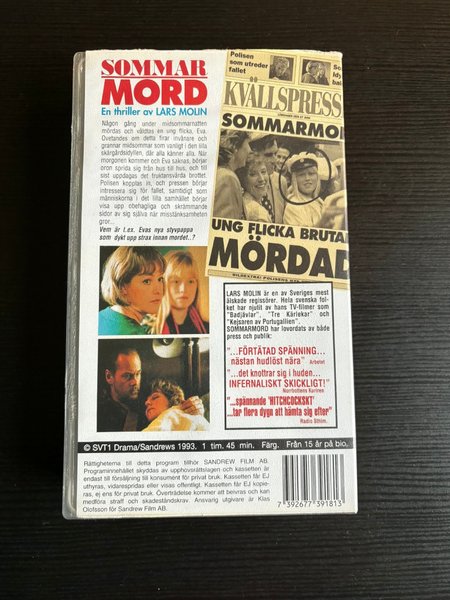 SOMMAR
MORD
En thriller av LARS MOLIN
Någon gång under midsommarnatten
mördas och våldtas en ung flicka, Eva.
Ovetandes om detta firar invånare och
grannar midsommar som vanligt i den lilla
skärgårdsidyllen, där alla känner alla. När
morgonen kommer och Eva saknas, börjar
oron sprida sig från hus till hus, och till
sist uppdagas det fruktansvärda brottet.
Polisen kopplas in, och pressen börjar
intressera sig för fallet, samtidigt som
människorna i det lilla samhället börjar
visa upp obehagliga och skrämmande
sidor av sig själva när misstänksamheten
gror...
Vem är t.ex. Evas nya styvpappa
som dykt upp strax innan mordet..?
Polisen
som utreder
fallet
KVÄLLSPRESS
SOMMARMOR
UNG FLICKA BRUTA
MÖRDAD
LARS MOLIN är en av Sveriges mest
älskade regissörer. Hela svenska fol-
ket har njutit av hans TV-filmer som
"Badjävlar", "Tre Kärlekar" och
"Kejsaren av Portugallien".
SOMMARMORD har lovordats av både
press och publik:
"...FÖRTÄTAD SPÄNNING...
nästan hudlöst nära" Arbetet
"...det knottrar sig i huden...
INFERNALISKT SKICKLIGT!"
Norrbottens Kuriren
"...spännande 'HITCHCOCKSKT'
...tar flera dygn att hämta sig efter"
Radio Sthlm.
© SVT1 Drama/Sandrews 1993. 1 tim. 45 min. Färg. Från 15 år på bio,
Rättigheterna till detta program tillhör SANDREW FILM AB.
Programinnehållet skyddas av upphovsrättslagen och kassetten är
endast till försäljning till konsument för privat bruk. Kassetten får EJ
uthyras, vidarespridas eller visas offentligt. Kassetten får EJ kopie-
ras, ej ens för privat bruk. Överträdelse kommer att beivras och kan
medföra straff och skadeståndskrav. Ansvarig utgivare är Klas
Olofsson för Sandrew Film AB.
7 392677 391813